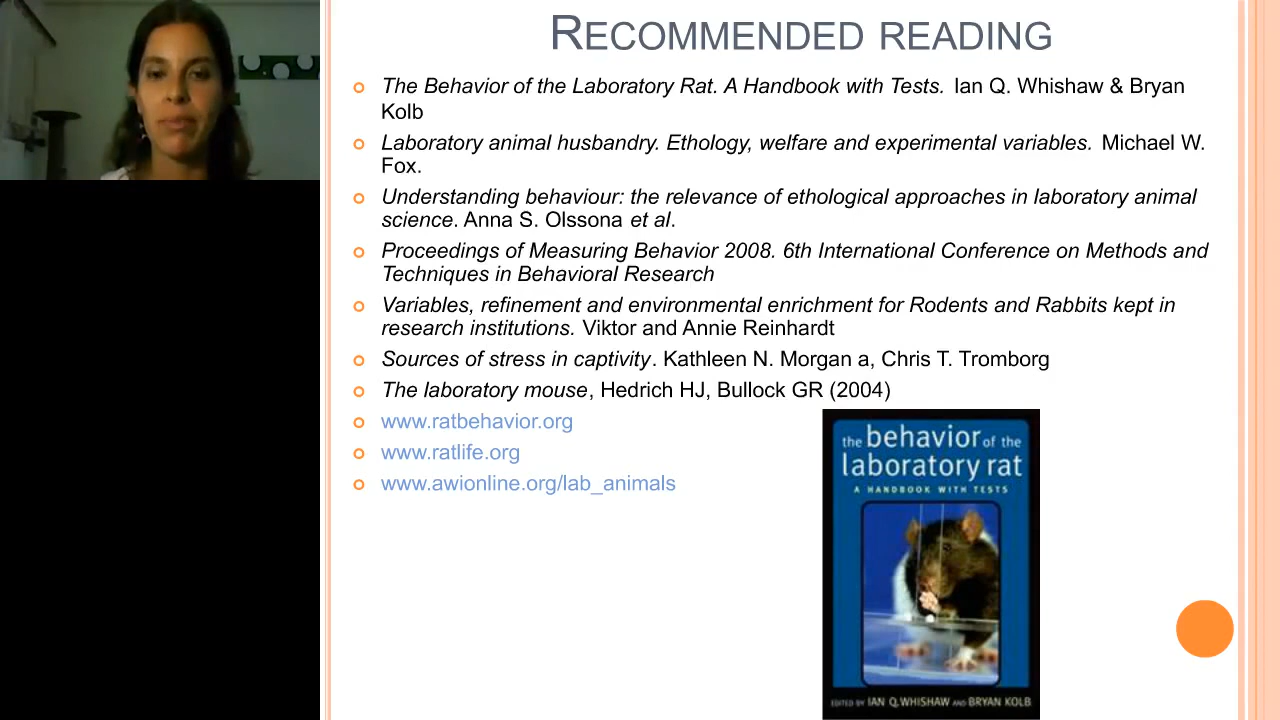 RECOMMENDED READING
The Behavior of the Laboratory Rat. A Handbook with Tests. Ian Q. Whishaw & Bryan
Kolb
Laboratory animal husbandry. Ethology, welfare and experimental variables. Michael W.
Fox.
Understanding behaviour: the relevance of ethological approaches in laboratory animal
science. Anna S. Olssona et al.
Proceedings of Measuring Behavior 2008. 6th International Conference on Methods and
Techniques in Behavioral Research
Variables, refinement and environmental enrichment for Rodents and Rabbits kept in
research institutions. Viktor and Annie Reinhardt
Sources of stress in captivity. Kathleen N. Morgan a, Chris T. Tromborg
The laboratory mouse, Hedrich HJ, Bullock GR (2004)
www.ratbehavior.org
www.ratlife.org
www.awionline.org/lab_animals
the behavior of the
laboratory rat
A HANDBOOK WITH TESTS
EDITED BY IAN Q. WHISHAW AND BRYAN KOLB